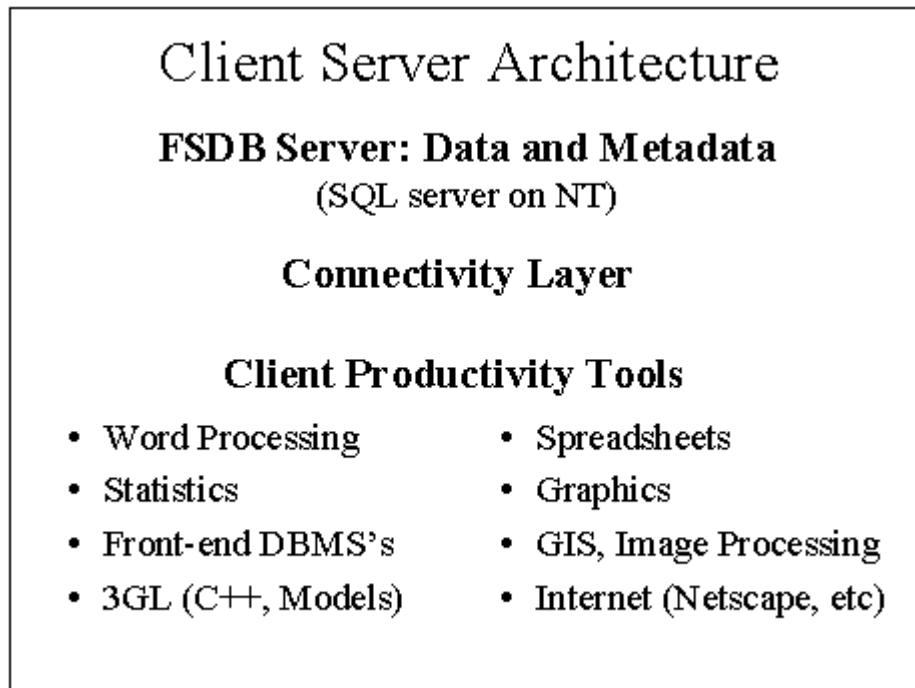 Client Server Architecture
FSDB Server: Data and Metadata
(SQL server on NT)
Connectivity Layer
Client Productivity Tools
• Word Processing
• Statistics
• Front-end DBMS's
• 3GL (C++, Models)
• Spreadsheets
• Graphics
• GIS, Image Processing
• Internet (Netscape, etc)